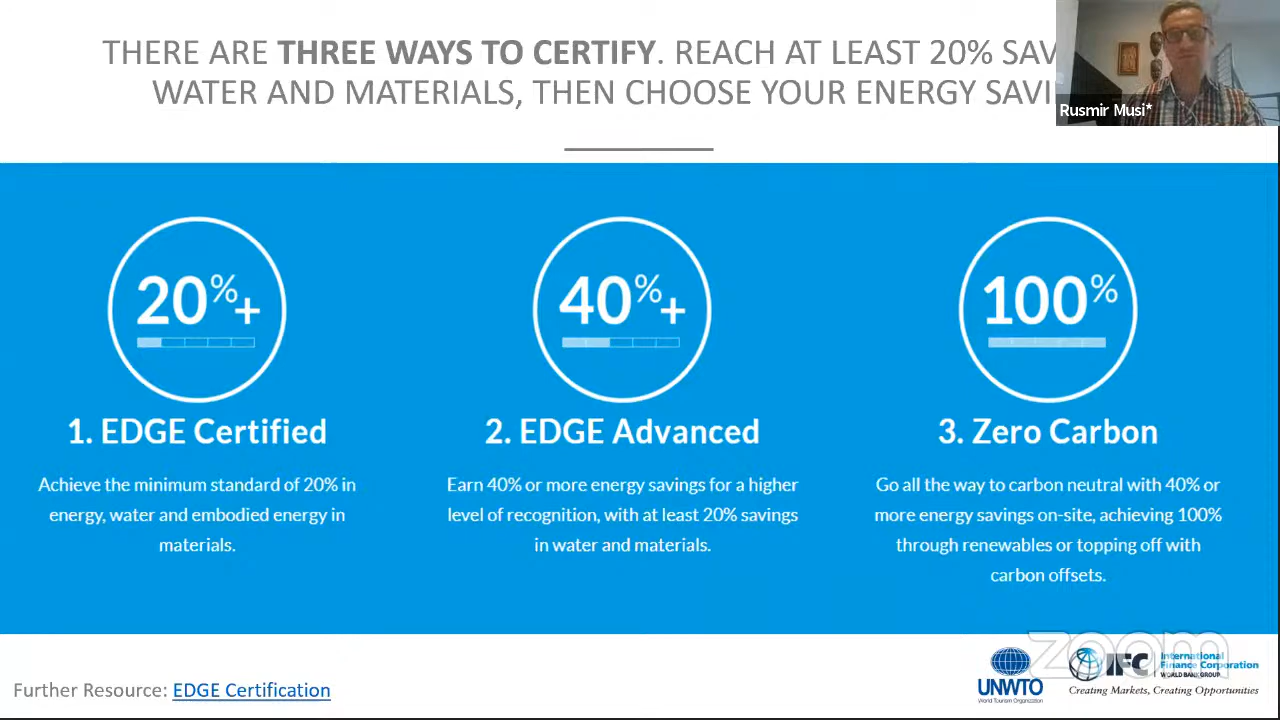 THERE ARE THREE WAYS TO CERTIFY. REACH AT LEAST 20% SAV
WATER AND MATERIALS, THEN CHOOSE YOUR ENERGY SAVI
Rusmir Musi*
20%+
1. EDGE Certified
Achieve the minimum standard of 20% in
energy, water and embodied energy in
materials.
40%+
2. EDGE Advanced
Earn 40% or more energy savings for a higher
level of recognition, with at least 20% savings
in water and materials.
100%
3. Zero Carbon
Go all the way to carbon neutral with 40% or
more energy savings on-site, achieving 100%
through renewables or topping off with
carbon offsets.
Further Resource: EDGE Certification
UNWTO
World Tourism Organization
zoom
IFC
International
Finance Corporation
WORLD BANK GROUP
Creating Markets, Creating Opportunities